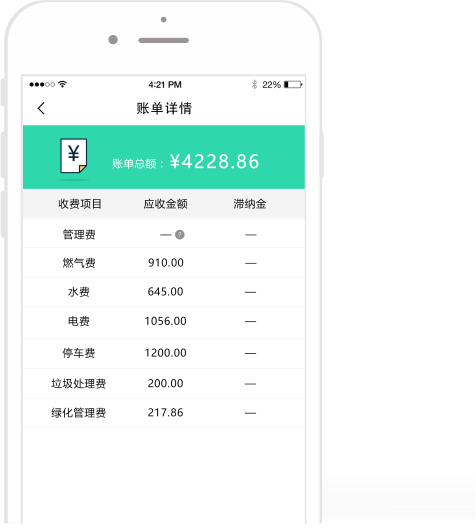 4:21 PM 22%
账单详情
¥ 账单总额：¥4228.86
收费项目 应收金额 滞纳金
管理费 — ? —
燃气费 910.00 —
水费 645.00 —
电费 1056.00 —
停车费 1200.00 —
垃圾处理费 200.00 —
绿化管理费 217.86 —